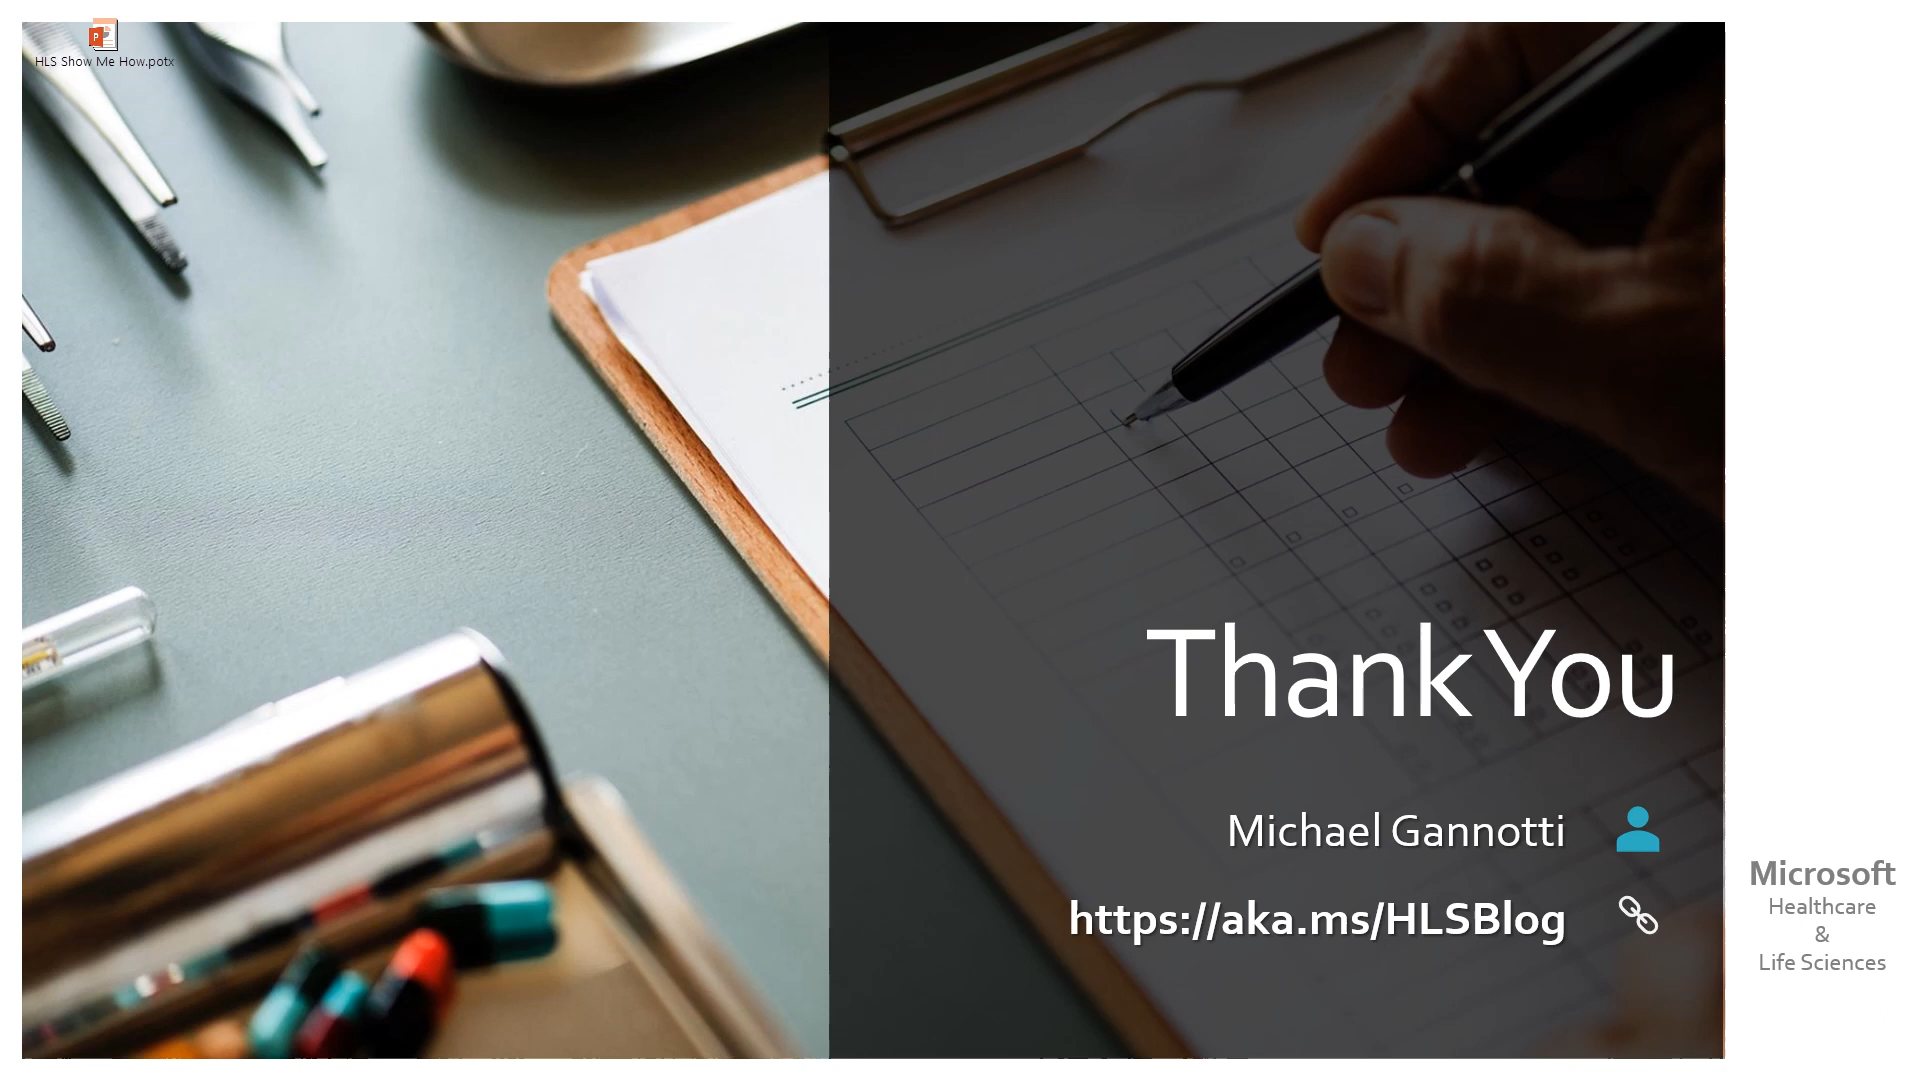 HLS Show Me How.potx
Thank You
Michael Gannotti
https://aka.ms/HLSBlog
Microsoft
Healthcare
&
Life Sciences